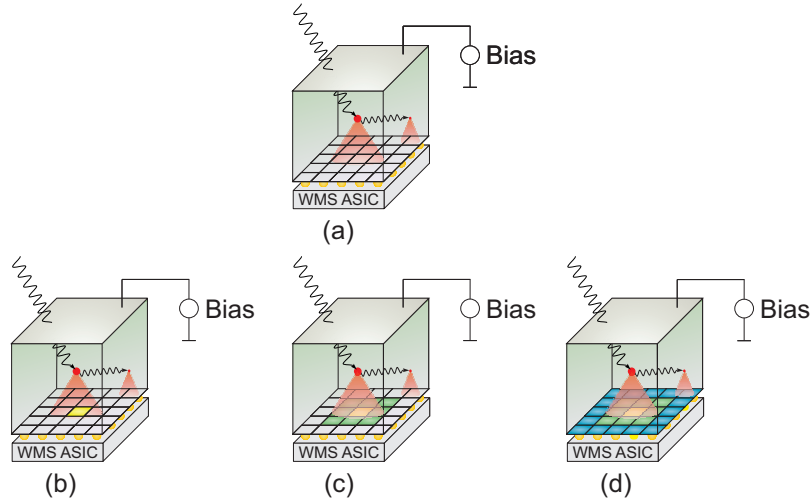 Bias
WMS ASIC
(a)
Bias
Bias
Bias
WMS ASIC
WMS ASIC
WMS ASIC
(b)
(c)
(d)